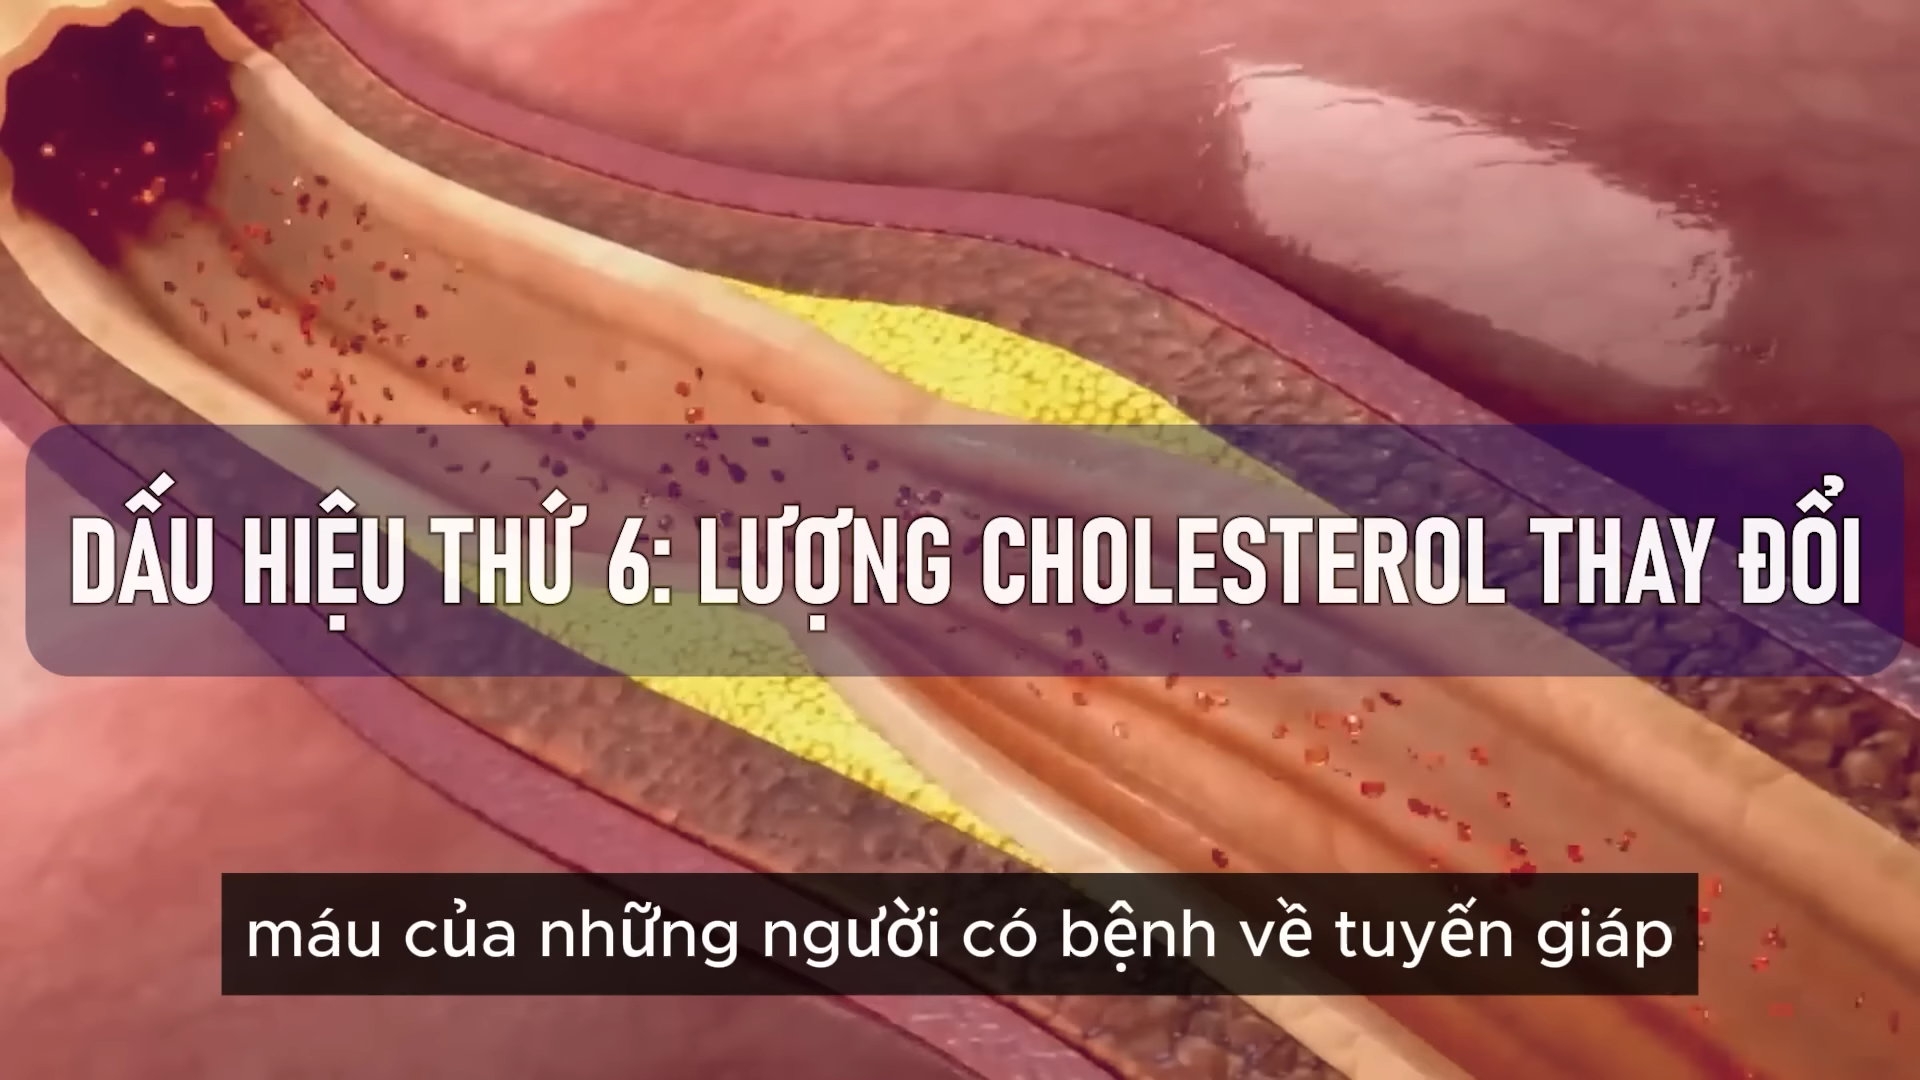 DẤU HIỆU THỨ 6: LƯỢNG CHOLESTEROL THAY ĐỔI
máu của những người có bệnh về tuyến giáp